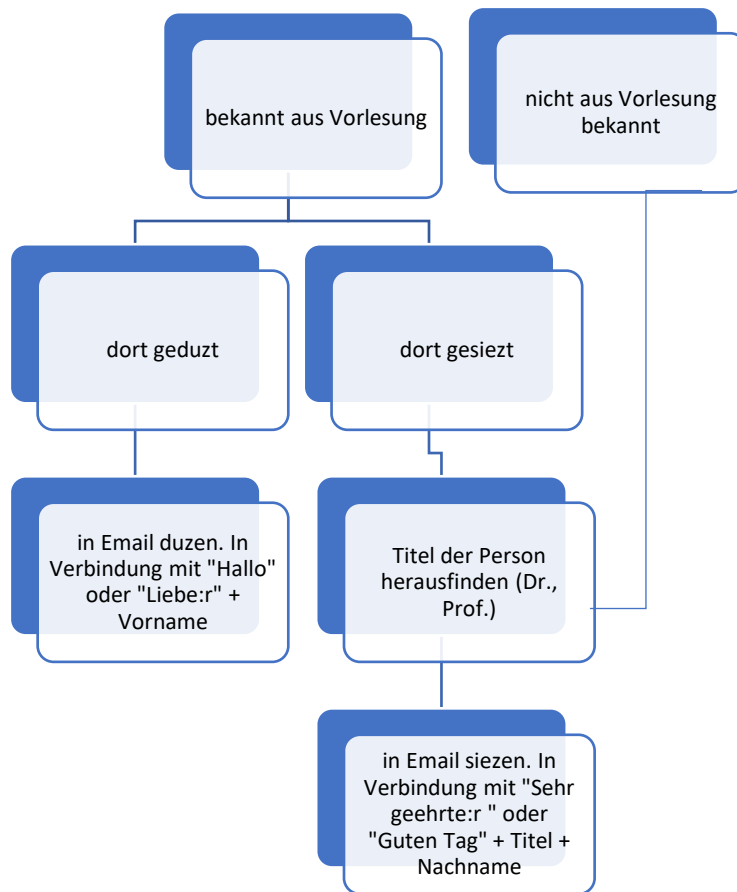 bekannt aus Vorlesung
nicht aus Vorlesung
bekannt
dort geduzt
dort gesiezt
in Email duzen. In
Verbindung mit "Hallo"
oder "Liebe:r" +
Vorname
Titel der Person
herausfinden (Dr.,
Prof.)
in Email siezen. In
Verbindung mit "Sehr
geehrte:r " oder
"Guten Tag" + Titel +
Nachname